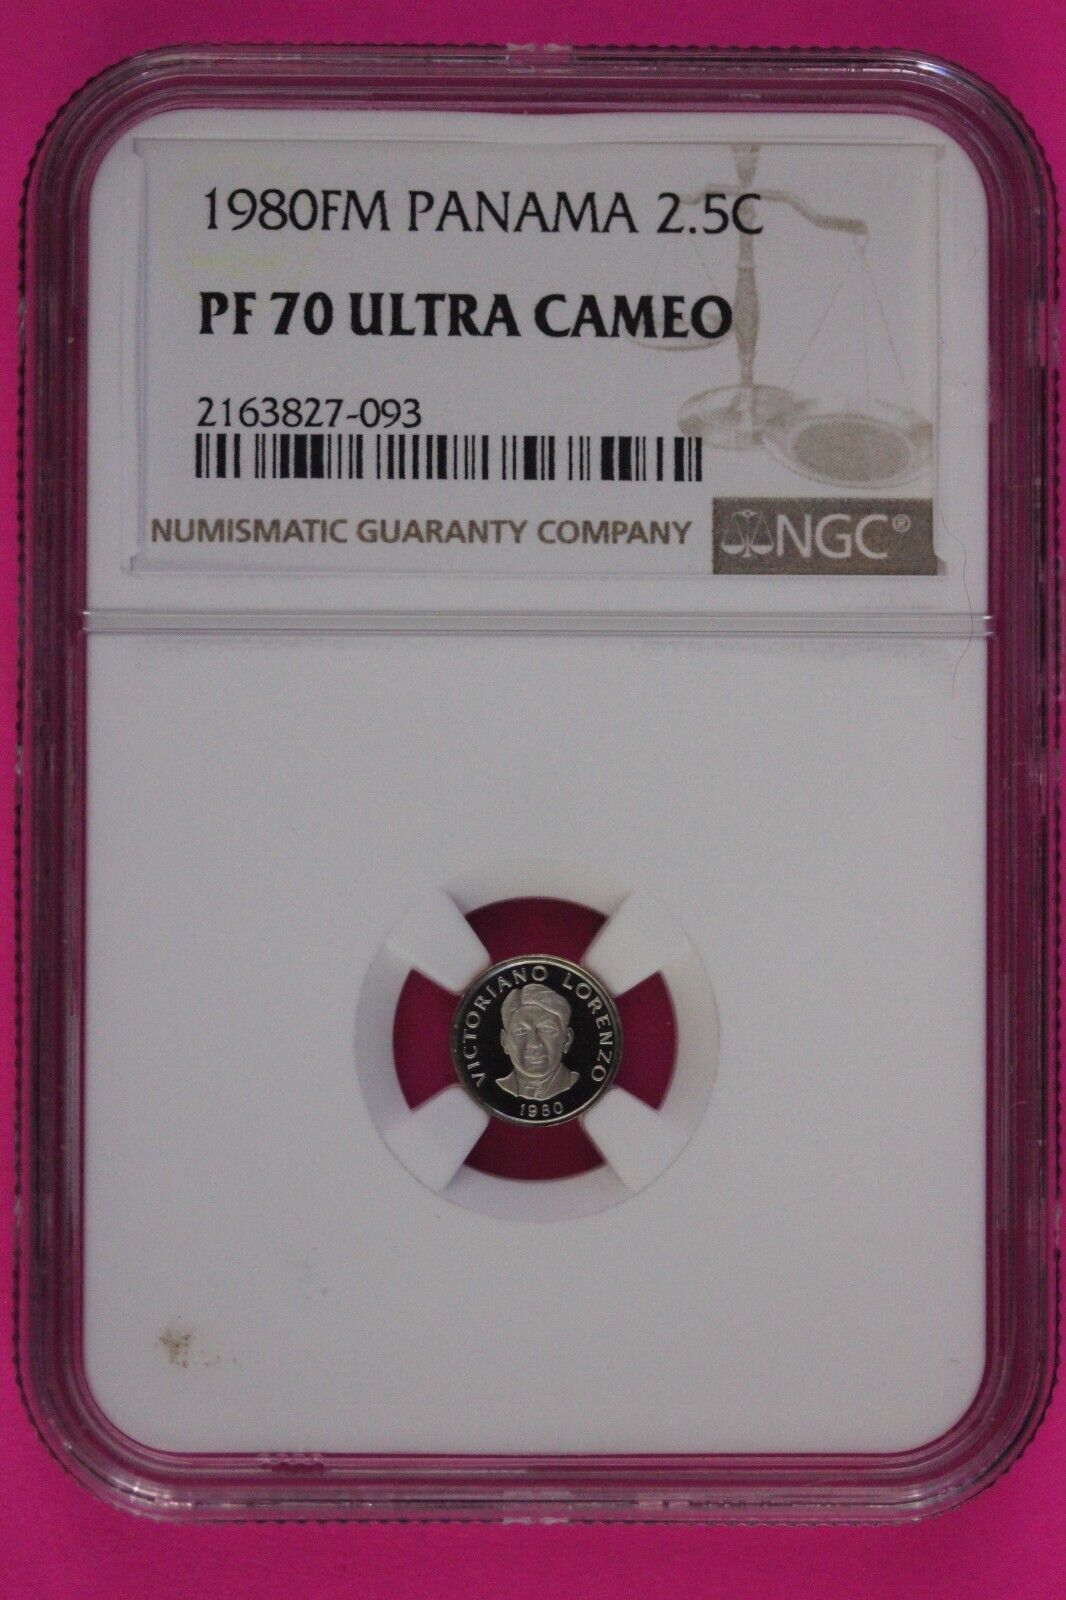 1980FM PANAMA 2.5C
PF 70 ULTRA CAMEO
2163827-093
NUMISMATIC GUARANTY COMPANY
NGC®
VICTORIANO LORENZO
1980